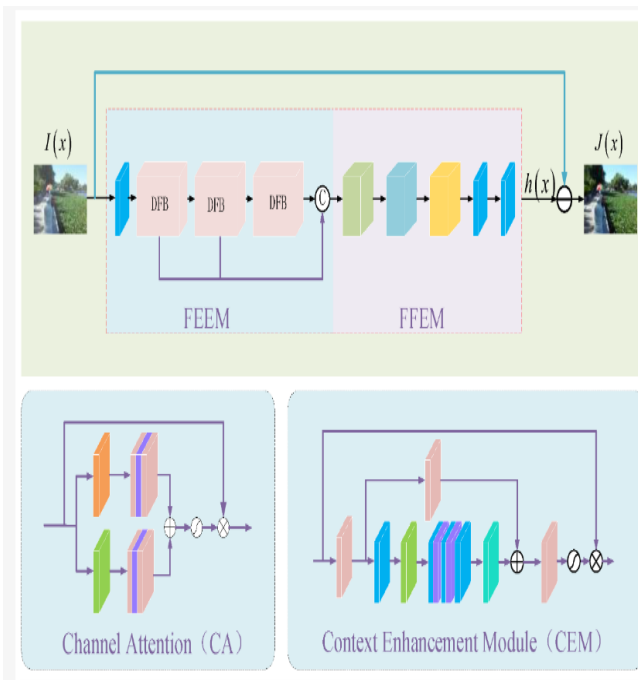 I(x)
J(x)
DFB
DFB
DFB
C
h(x)
FEEM
FFEM
Channel Attention（CA）
Context Enhancement Module（CEM）